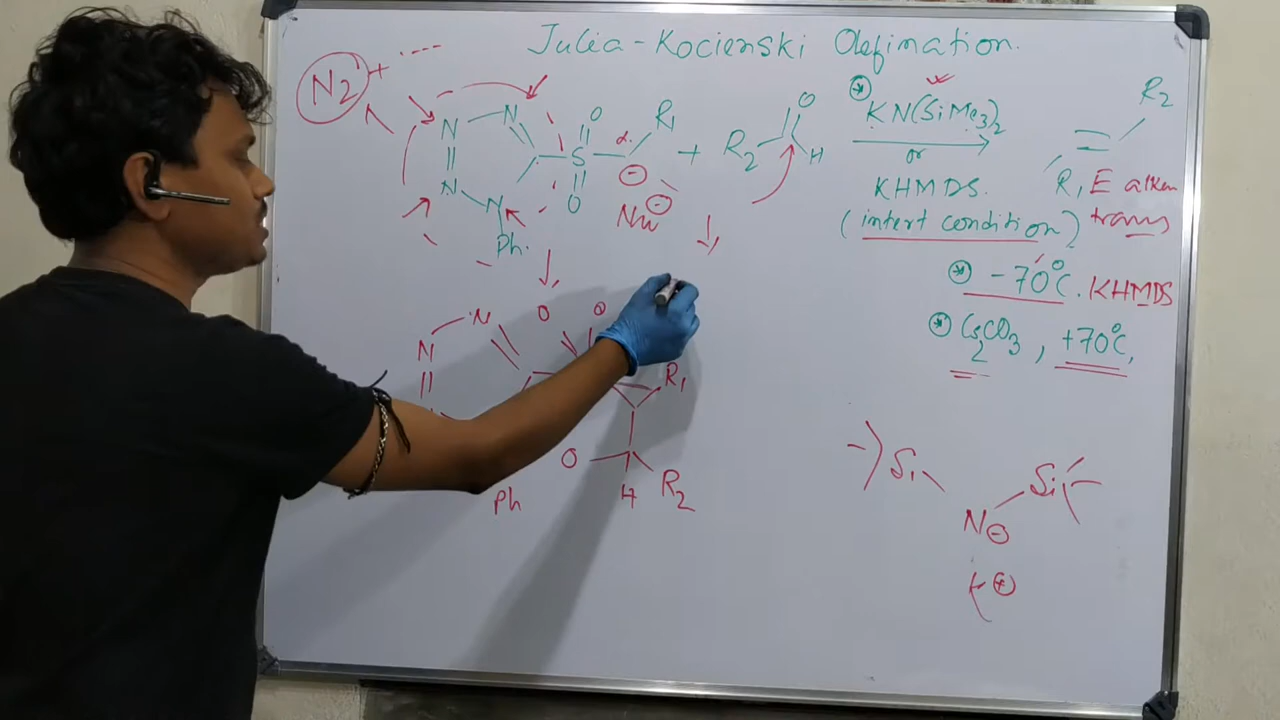 Julia-Kocienski Olefination.
N2 + ....
N N S O O N N Ph. α R1 ⊖ Nu ⊖ + R2 O H
KN(SiMe3)2
or
KHMDS.
(intert condition)
R2
R1 E alken
trans
-70°C. KHMDS
Cs2CO3, +70°C,
N N O O
N R1
O H R2
Ph
Si N⊖ Si
K⊕